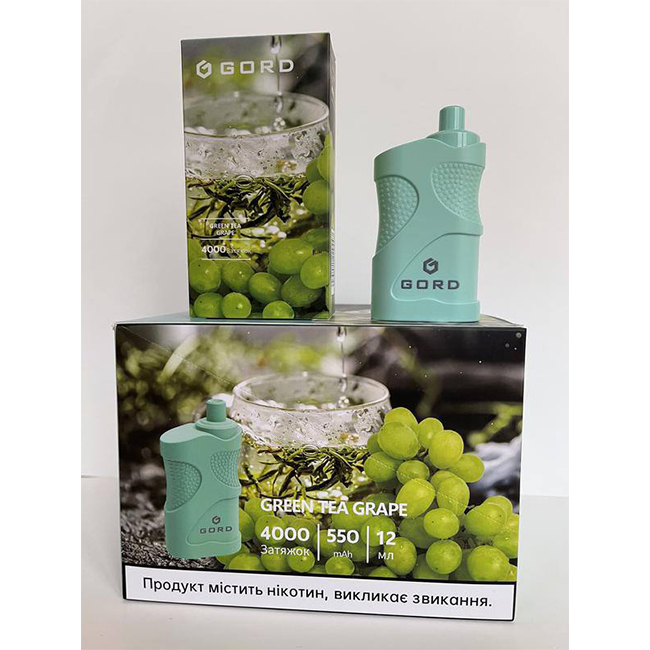 GORD
GREEN TEA
GRAPE
4000 Затяжок
GORD
GORD
GREEN TEA GRAPE
4000 550 12
Затяжок mAh мл
Продукт містить нікотин, викликає звикання.